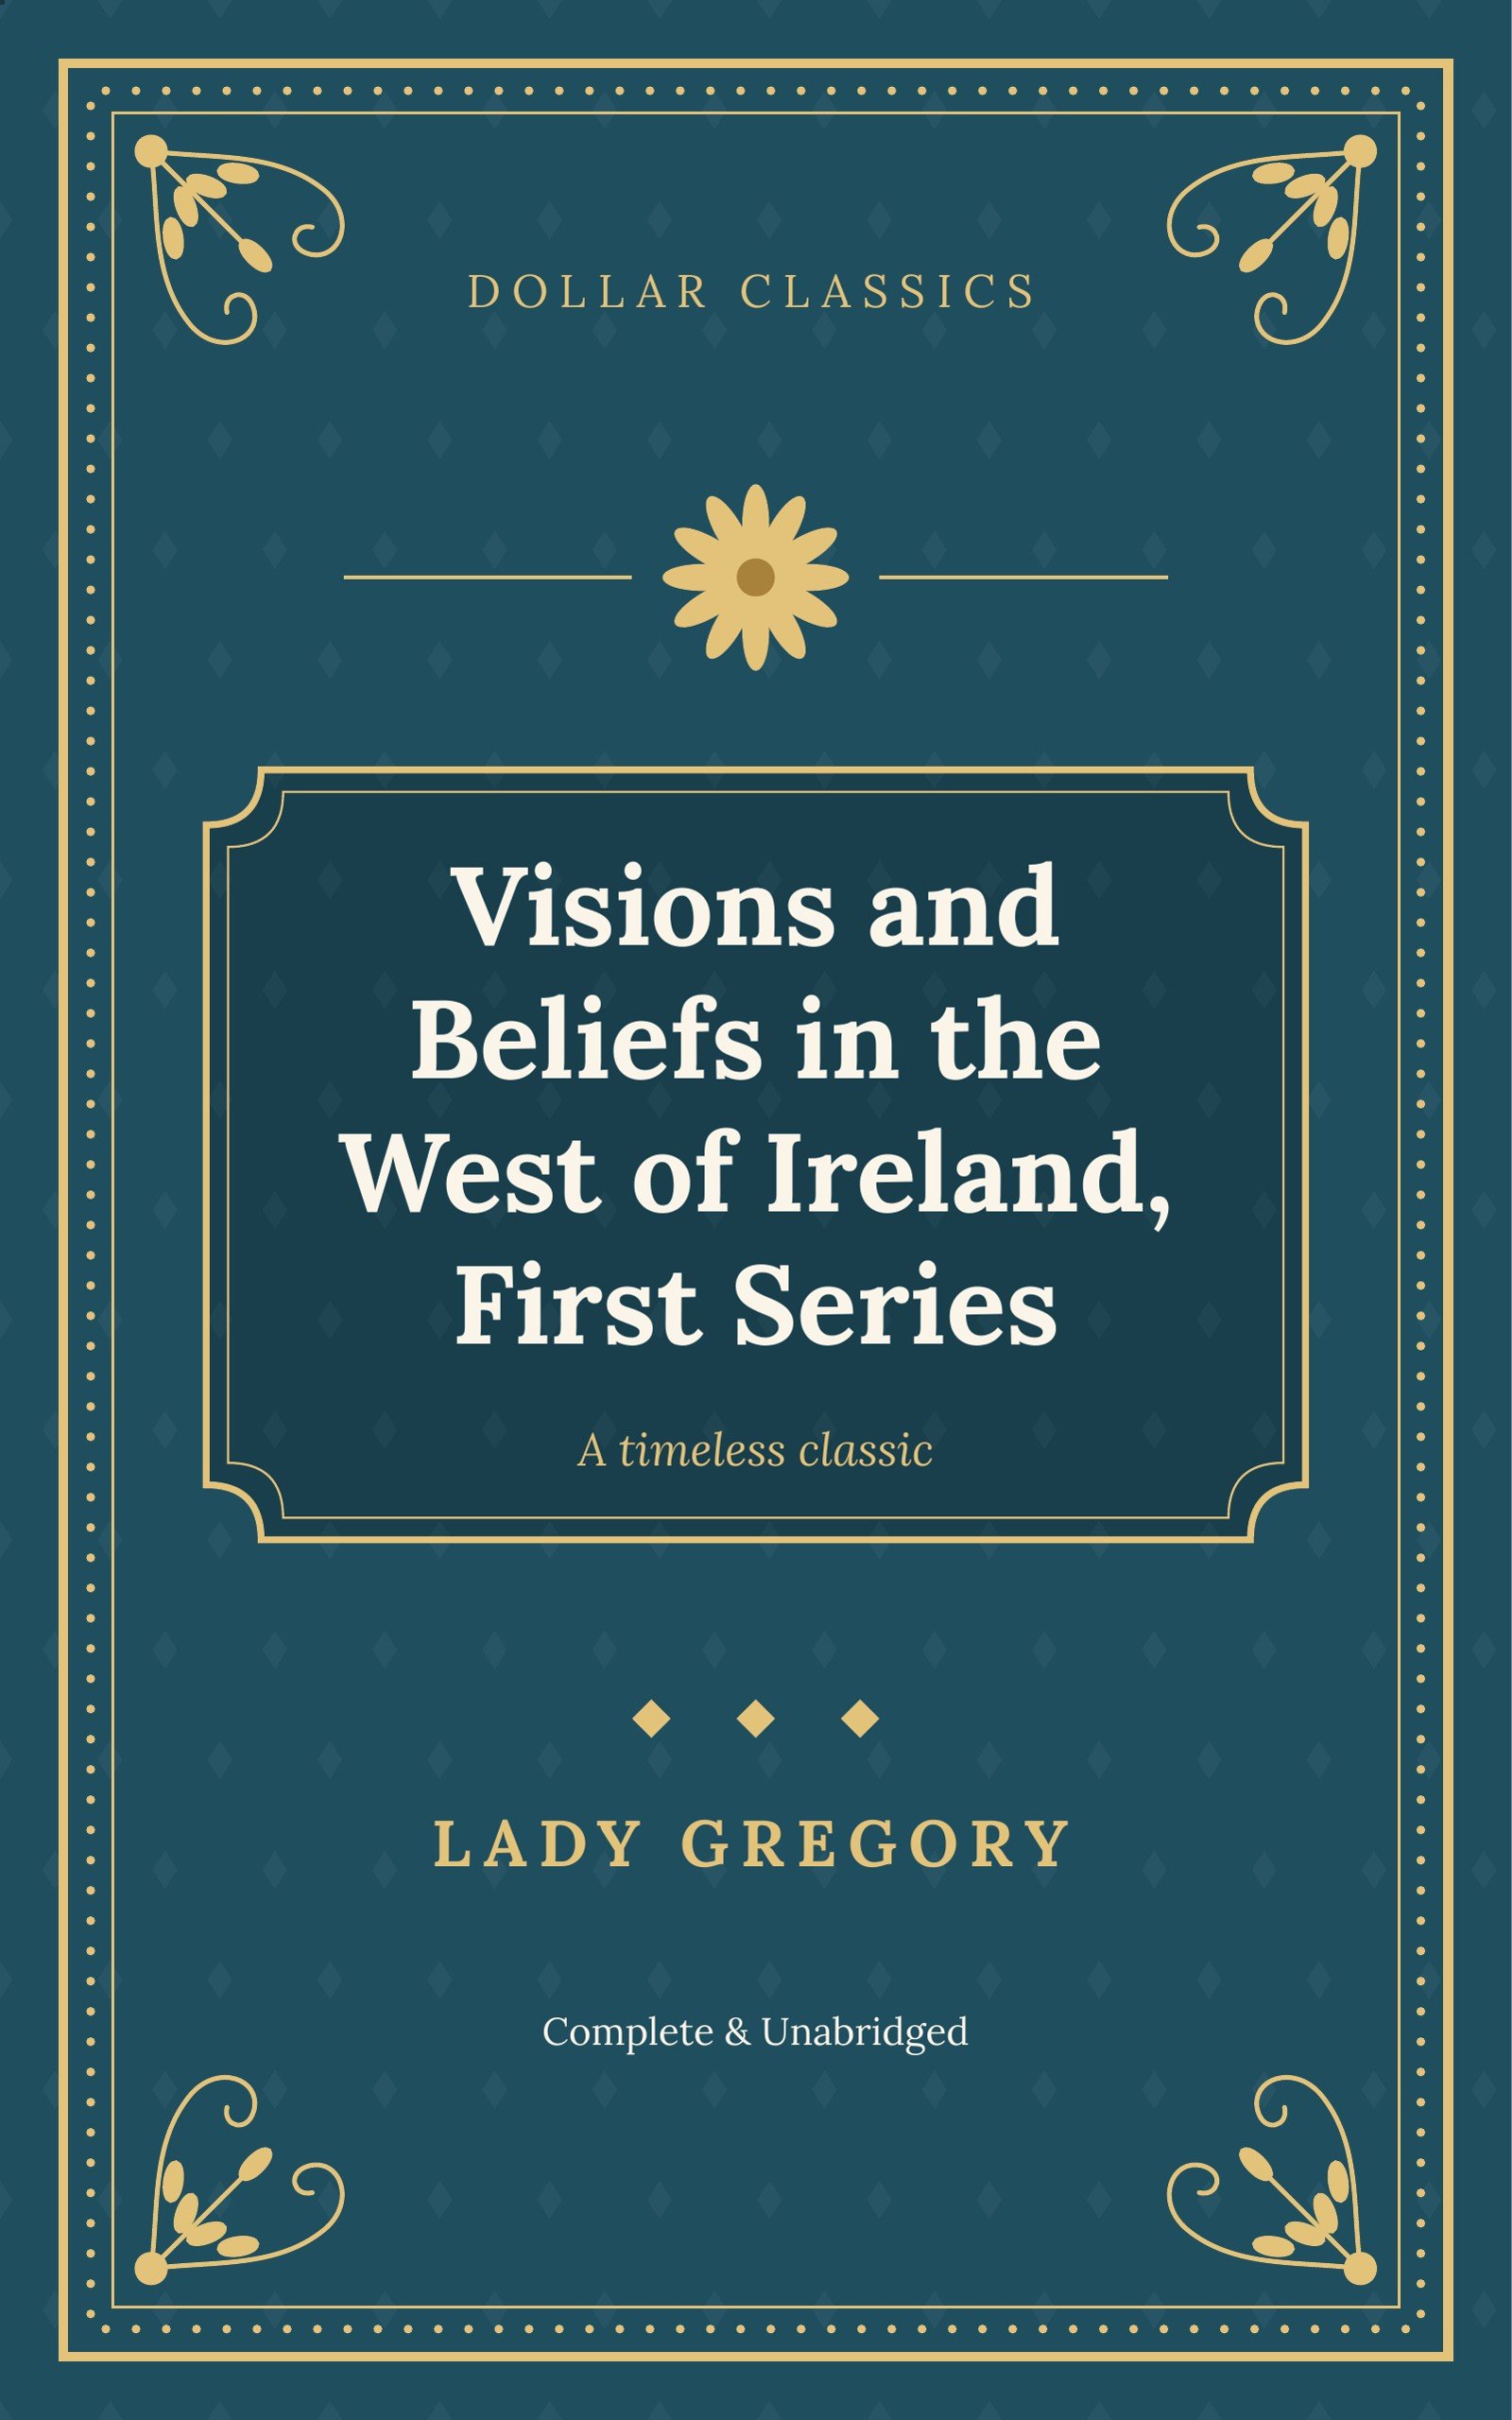 DOLLAR CLASSICS
Visions and
Beliefs in the
West of Ireland,
First Series
A timeless classic
LADY GREGORY
Complete & Unabridged